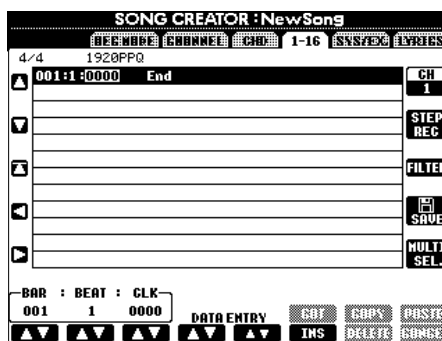 SONG CREATOR : NewSong
REC MODE CHANNEL CHD 1-16 SYS/EX. LYRICS
4/4 1920PPQ
001:1:0000 End
CH
1
STEP
REC
FILTER
SAVE
MULTI
SEL.
BAR : BEAT : CLK
001 1 0000
DATA ENTRY
CUT COPY PASTE
INS DELETE CANCEL